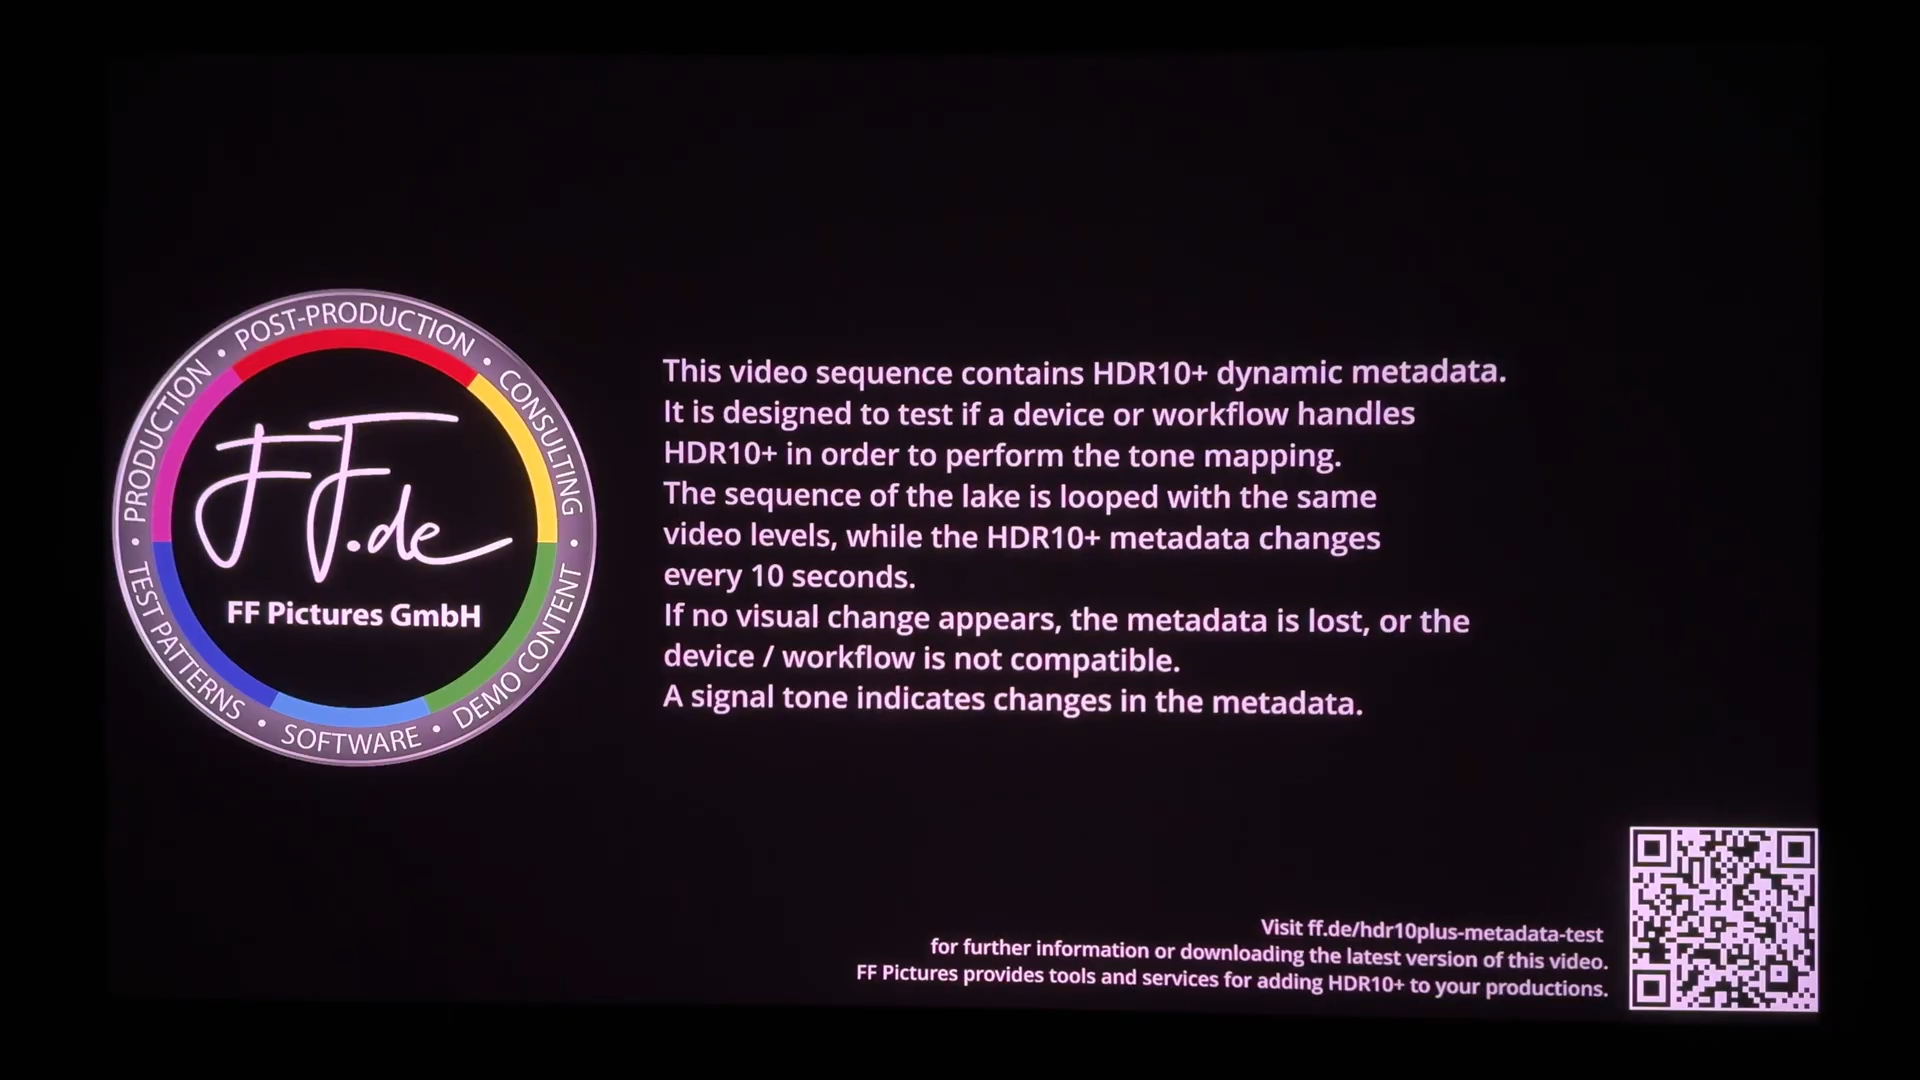 POST-PRODUCTION • CONSULTING • DEMO CONTENT • SOFTWARE • TEST PATTERNS • PRODUCTION •
FF.de
FF Pictures GmbH
This video sequence contains HDR10+ dynamic metadata.
It is designed to test if a device or workflow handles
HDR10+ in order to perform the tone mapping.
The sequence of the lake is looped with the same
video levels, while the HDR10+ metadata changes
every 10 seconds.
If no visual change appears, the metadata is lost, or the
device / workflow is not compatible.
A signal tone indicates changes in the metadata.
Visit ff.de/hdr10plus-metadata-test
for further information or downloading the latest version of this video.
FF Pictures provides tools and services for adding HDR10+ to your productions.